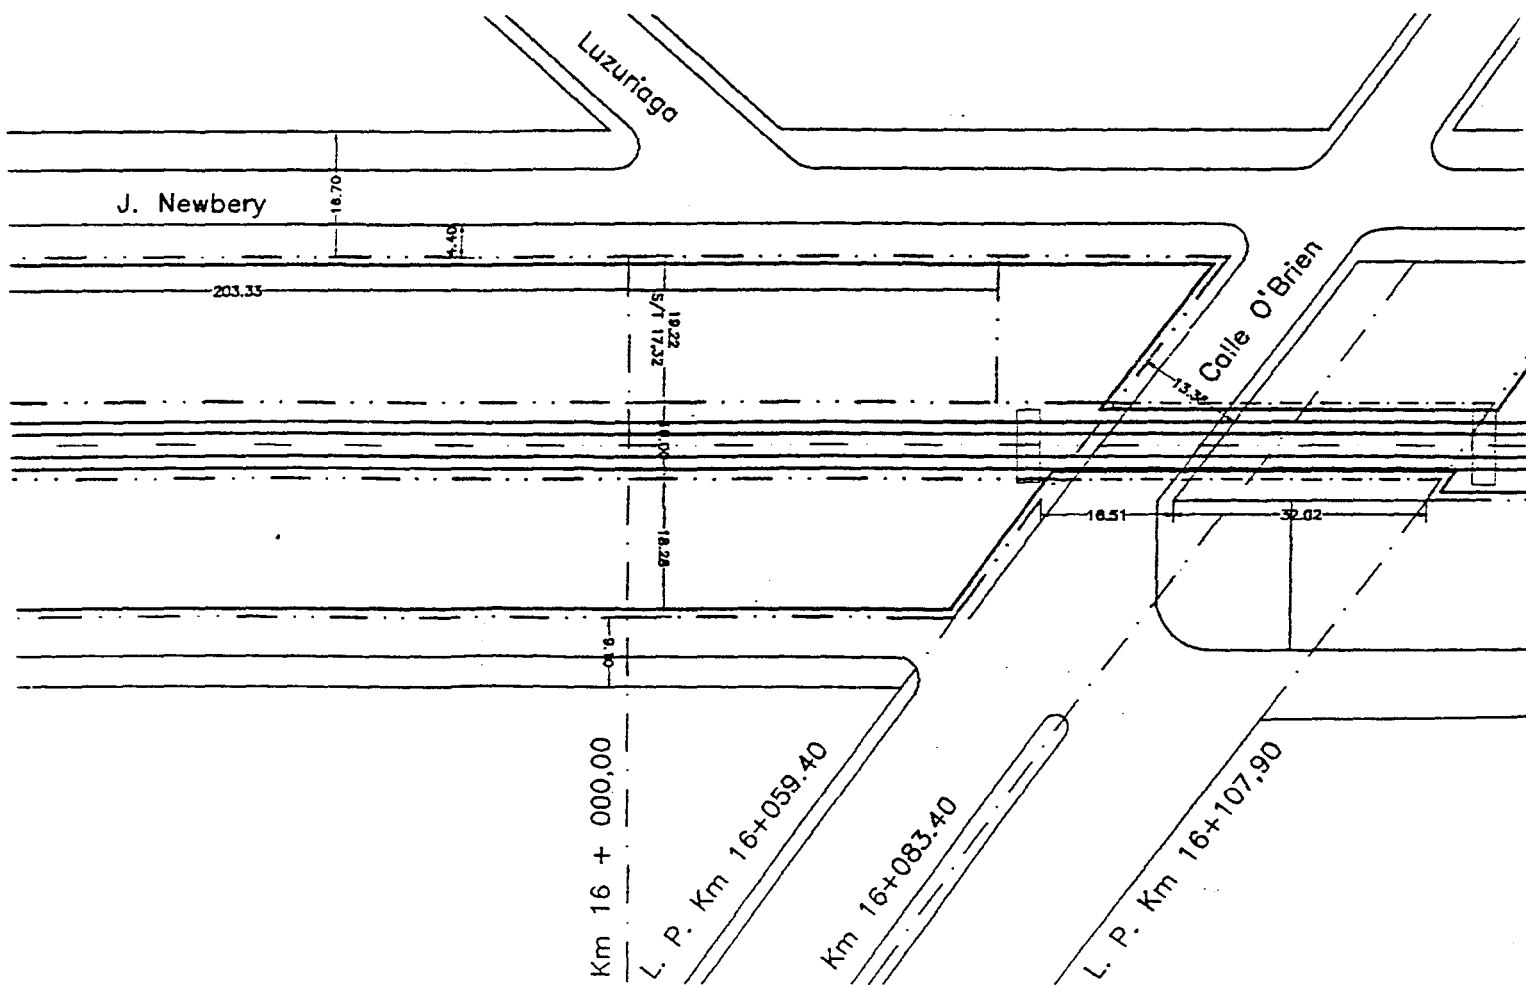 Luzuriaga
J. Newbery
16.70
4.40
203.33
19.22
S/T 17.32
Calle O'Brien
13.38
18.28
16.51
32.02
9.10
Km 16 + 000,00
L. P. Km 16+059.40
Km 16+083.40
L. P. Km 16+107,90